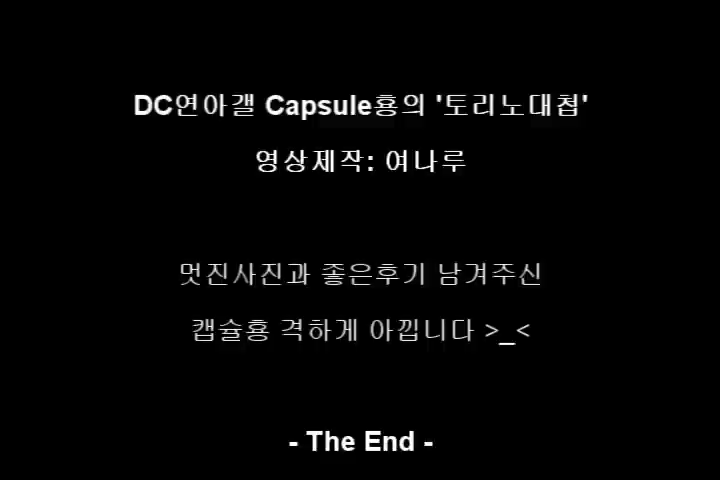 DC연아갤 Capsule횽의 '토리노대첩'
영상제작: 여나루
멋진사진과 좋은후기 남겨주신
캡슐횽 격하게 아낍니다 >_<
- The End -